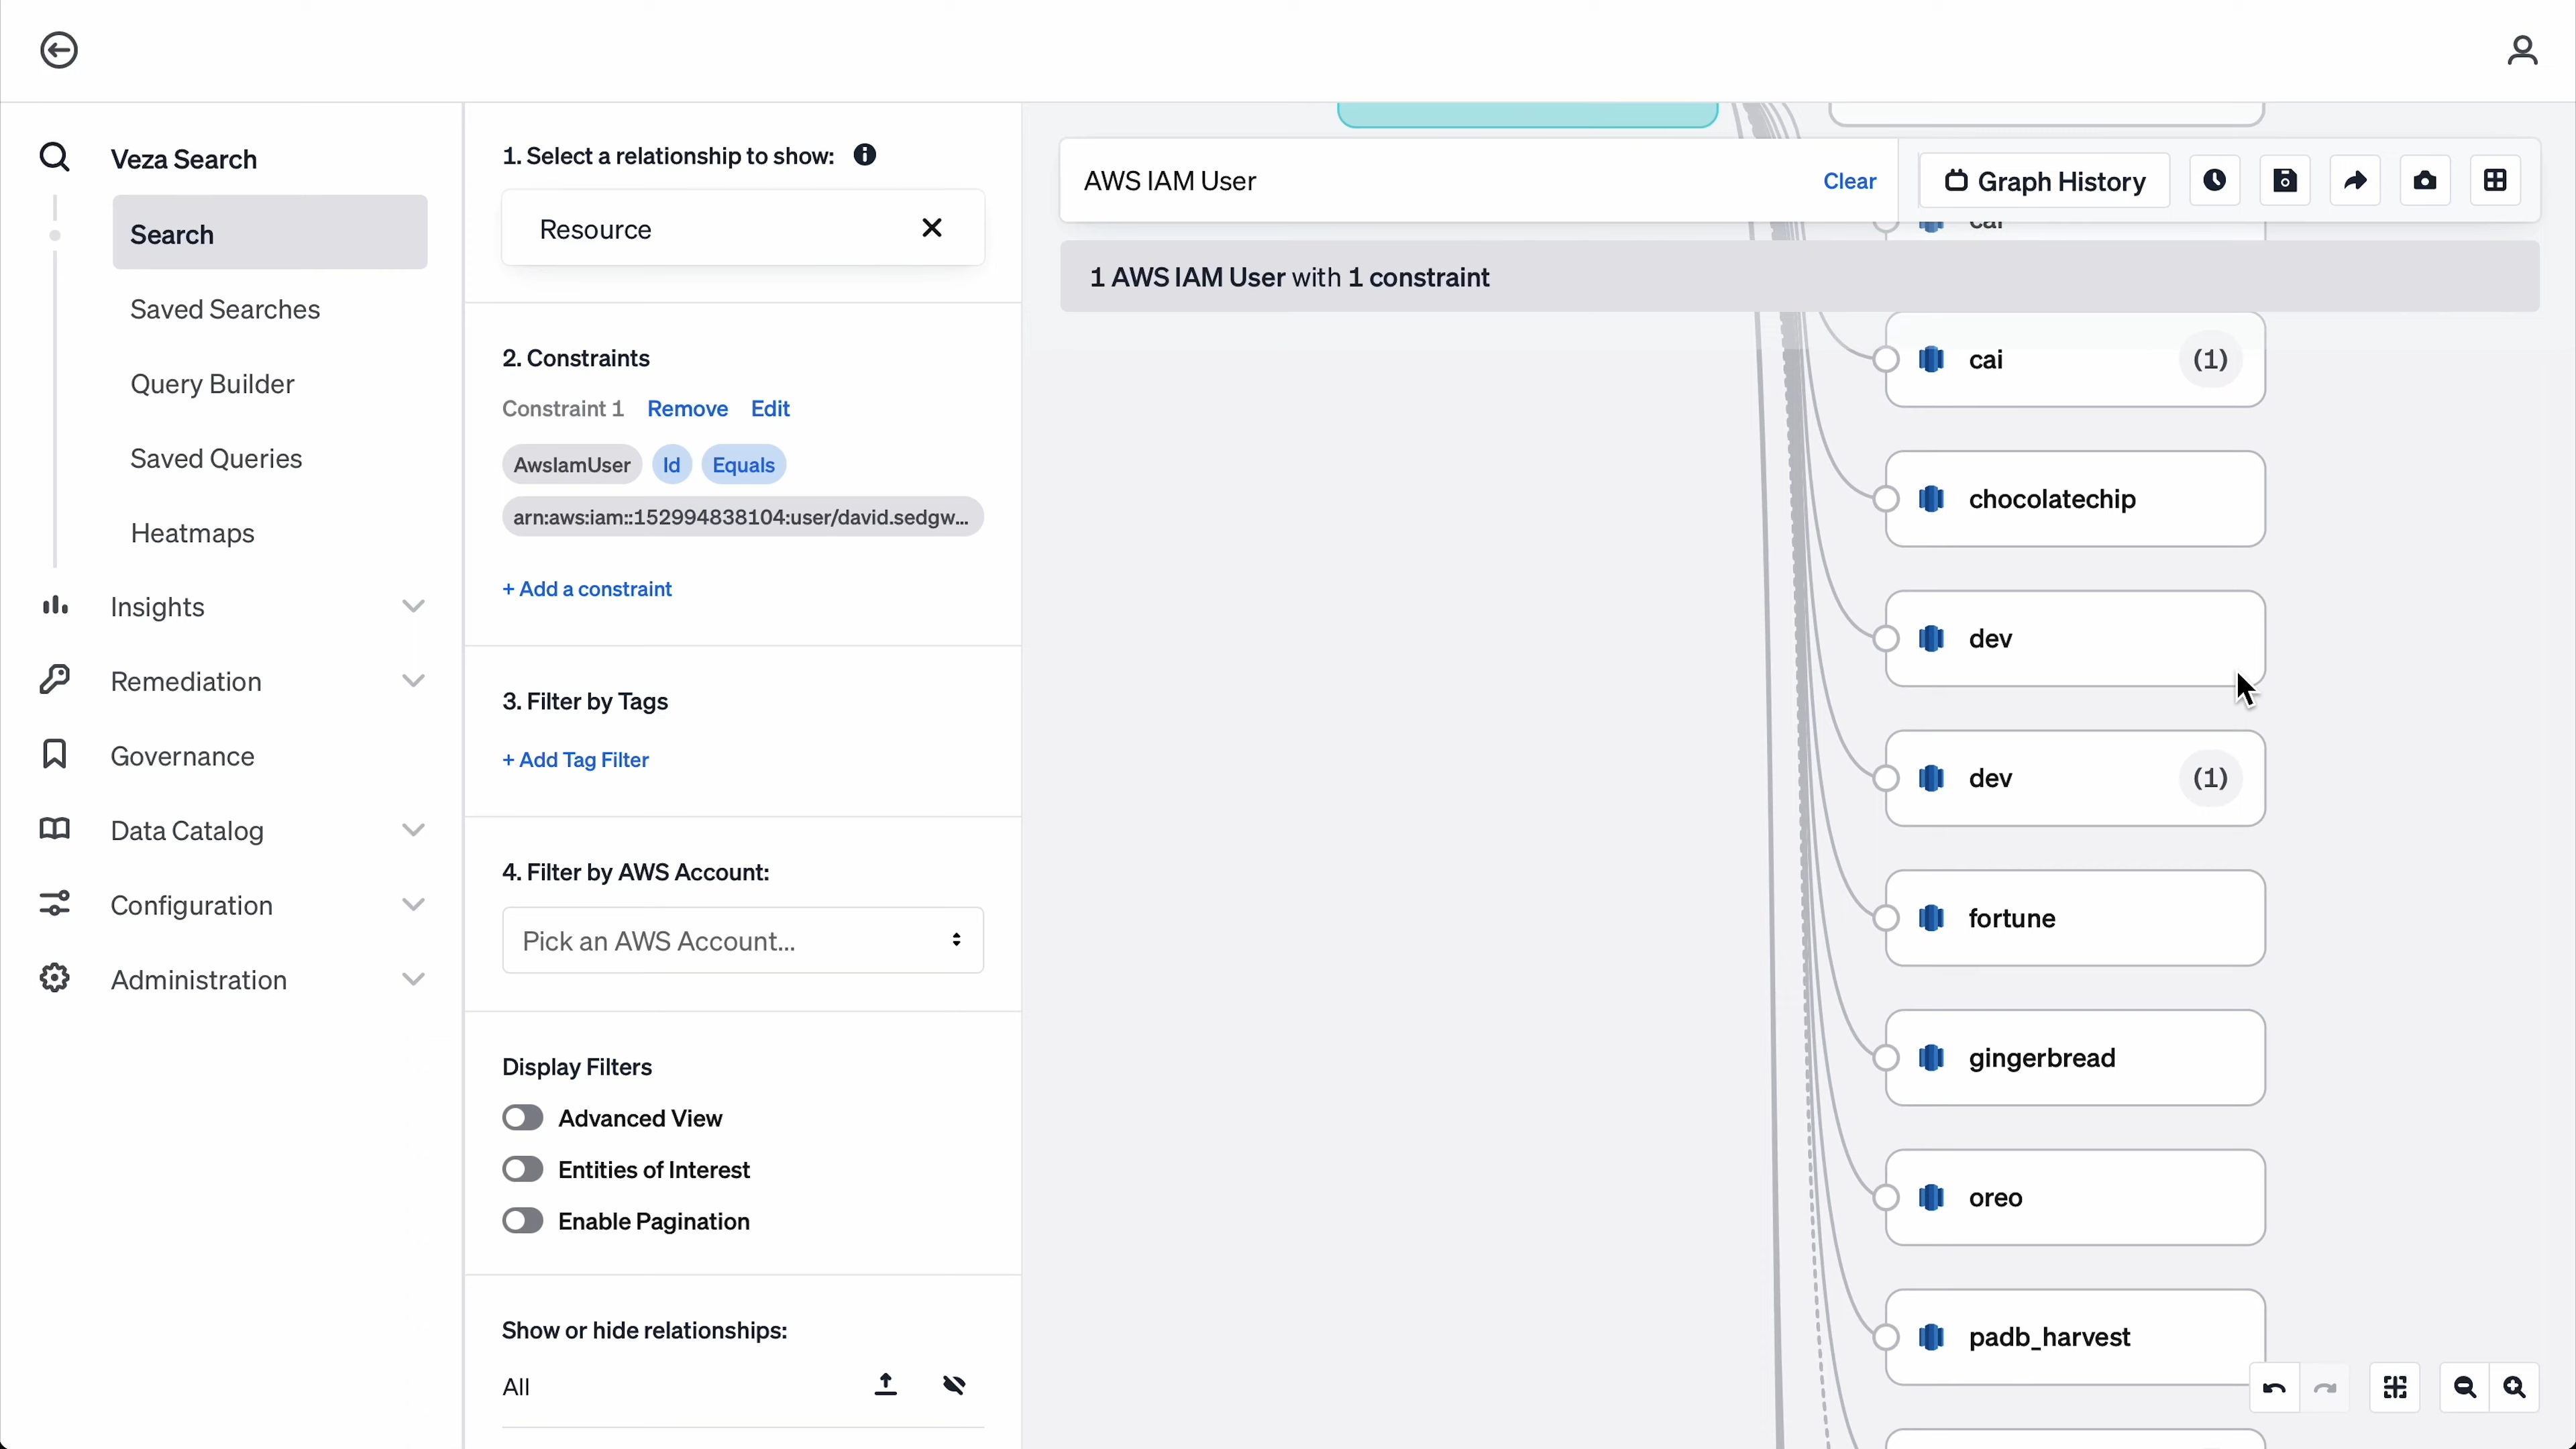 Veza Search
Search
Saved Searches
Query Builder
Saved Queries
Heatmaps
Insights
Remediation
Governance
Data Catalog
Configuration
Administration
1. Select a relationship to show:
Resource
2. Constraints
Constraint 1 Remove Edit
AwsIamUser Id Equals
arn:aws:iam::152994838104:user/david.sedgw...
+ Add a constraint
3. Filter by Tags
+ Add Tag Filter
4. Filter by AWS Account:
Pick an AWS Account...
Display Filters
Advanced View
Entities of Interest
Enable Pagination
Show or hide relationships:
All
AWS IAM User Clear Graph History
cai
1 AWS IAM User with 1 constraint
cai (1)
chocolatechip
dev
dev (1)
fortune
gingerbread
oreo
padb_harvest